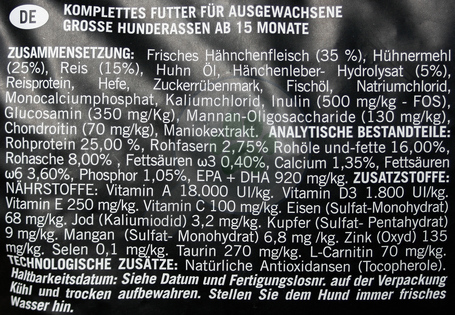 DE
KOMPLETTES FUTTER FÜR AUSGEWACHSENE
GROSSE HUNDERASSEN AB 15 MONATE
ZUSAMMENSETZUNG: Frisches Hähnchenfleisch (35 %), Hühnermehl
(25%), Reis (15%), Huhn Öl, Hänchenleber- Hydrolysat (5%),
Reisprotein, Hefe, Zuckerrübenmark, Fischöl, Natriumchlorid,
Monocalciumphosphat, Kaliumchlorid, Inulin (500 mg/kg - FOS),
Glucosamin (350 mg/kg), Mannan-Oligosaccharide (130 mg/kg),
Chondroitin (70 mg/kg), Maniokextrakt. ANALYTISCHE BESTANDTEILE:
Rohprotein 25,00 %, Rohfasern 2,75% Rohöle und-fette 16,00%,
Rohasche 8,00% , Fettsäuren ω3 0,40%, Calcium 1,35%, Fettsäuren
ω6 3,60%, Phosphor 1,05%, EPA + DHA 920 mg/kg. ZUSATZSTOFFE:
NÄHRSTOFFE: Vitamin A 18.000 UI/kg, Vitamin D3 1.800 UI/kg,
Vitamin E 250 mg/kg, Vitamin C 100 mg/kg. Eisen (Sulfat-Monohydrat)
68 mg/kg, Jod (Kaliumiodid) 3,2 mg/kg. Kupfer (Sulfat- Pentahydrat)
9 mg/kg. Mangan (Sulfat- Monohydrat) 6,8 mg /kg. Zink (Oxyd) 135
mg/kg. Selen 0,1 mg/kg. Taurin 270 mg/kg. L-Carnitin 70 mg/kg.
TECHNOLOGISCHE ZUSÄTZE: Natürliche Antioxidansen (Tocopherole).
Haltbarkeitsdatum: Siehe Datum und Fertigungslosnr. auf der Verpackung
Kühl und trocken aufbewahren. Stellen Sie dem Hund immer frisches
Wasser hin.